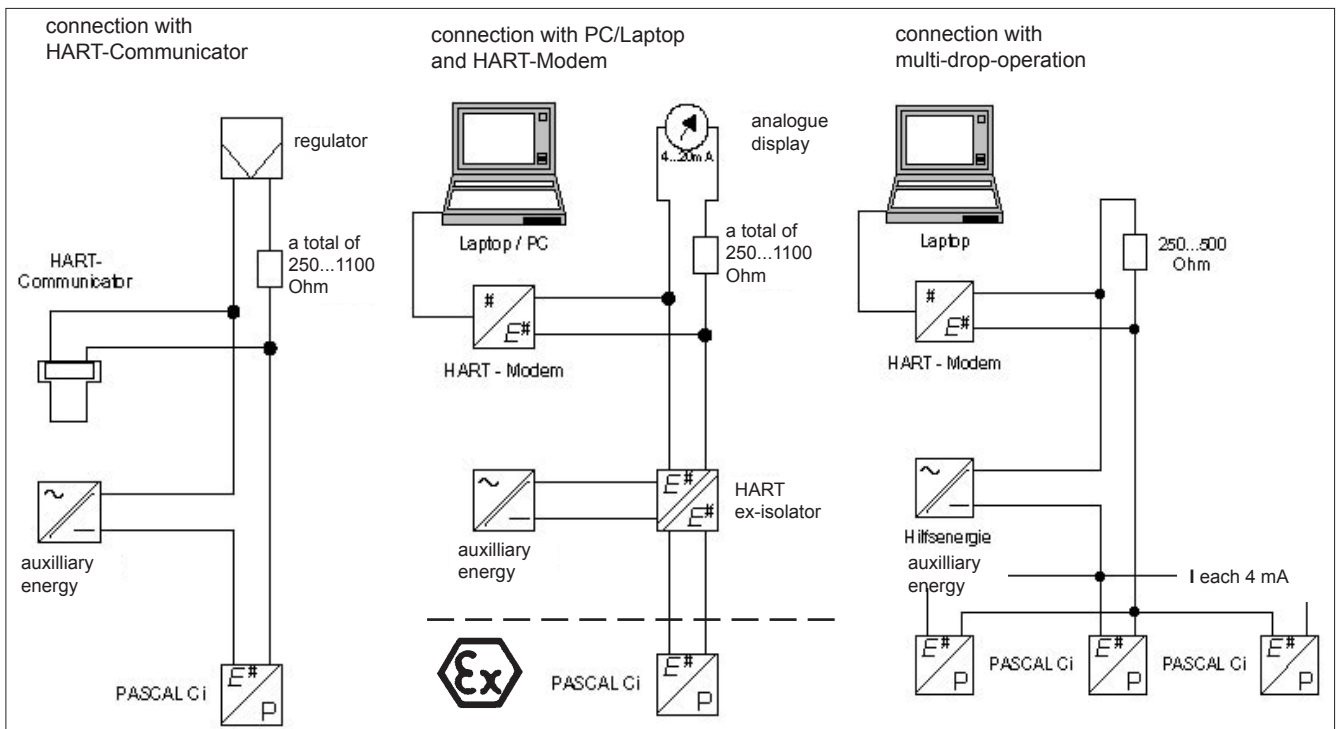 connection with
HART-Communicator
regulator
a total of
250...1100
Ohm
HART-
Communicator
auxilliary
energy
PASCAL Ci
E#
P
connection with PC/Laptop
and HART-Modem
analogue
display
4...20mA
Laptop / PC
a total of
250...1100
Ohm
#
E#
HART - Modem
E#
E#
HART
ex-isolator
auxilliary
energy
Ex
PASCAL Ci
E#
P
connection with
multi-drop-operation
Laptop
250...500
Ohm
#
E#
HART - Modem
Hilfsenergie
auxilliary
energy
I each 4 mA
E#
P
PASCAL Ci
E#
P
PASCAL Ci
E#
P